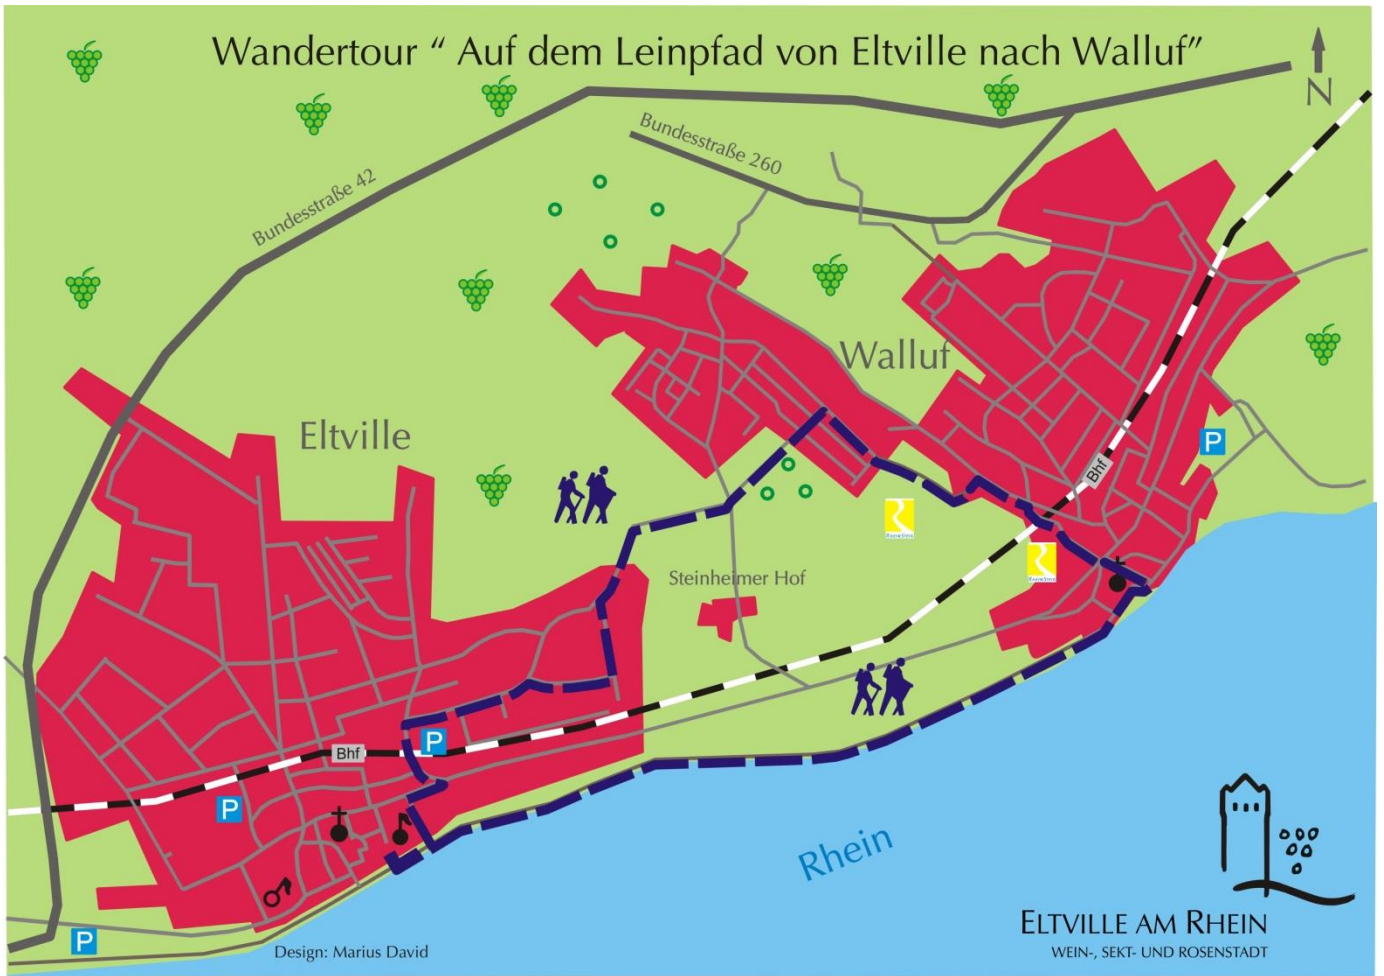 Wandertour “ Auf dem Leinpfad von Eltville nach Walluf”
N
Bundesstraße 260
Bundesstraße 42
Walluf
Eltville
Bhf
Steinheimer Hof
P
P
Bhf
P
Rhein
P
ELTVILLE AM RHEIN
WEIN-, SEKT- UND ROSENSTADT
Design: Marius David